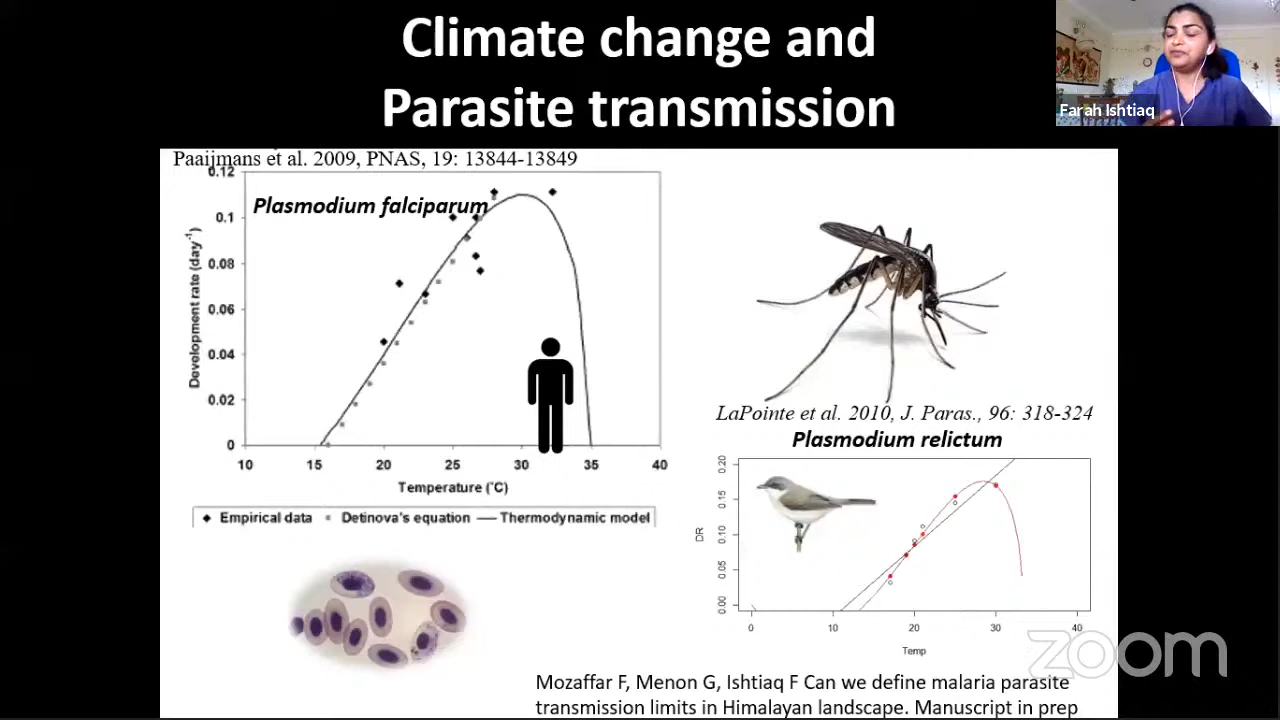 Climate change and
Parasite transmission
Farah Ishtiaq
Paaijmans et al. 2009, PNAS, 19: 13844-13849
0.12
Plasmodium falciparum
0.1
0.08
0.06
0.04
0.02
0
Development rate (day⁻¹)
10 15 20 25 30 35 40
Temperature (˚C)
Empirical data Detinova's equation Thermodynamic model
LaPointe et al. 2010, J. Paras., 96: 318-324
Plasmodium relictum
0.20
0.15
0.10
0.05
0.00
DR
0 10 20 30 40
Temp
zoom
Mozaffar F, Menon G, Ishtiaq F Can we define malaria parasite
transmission limits in Himalayan landscape. Manuscript in prep